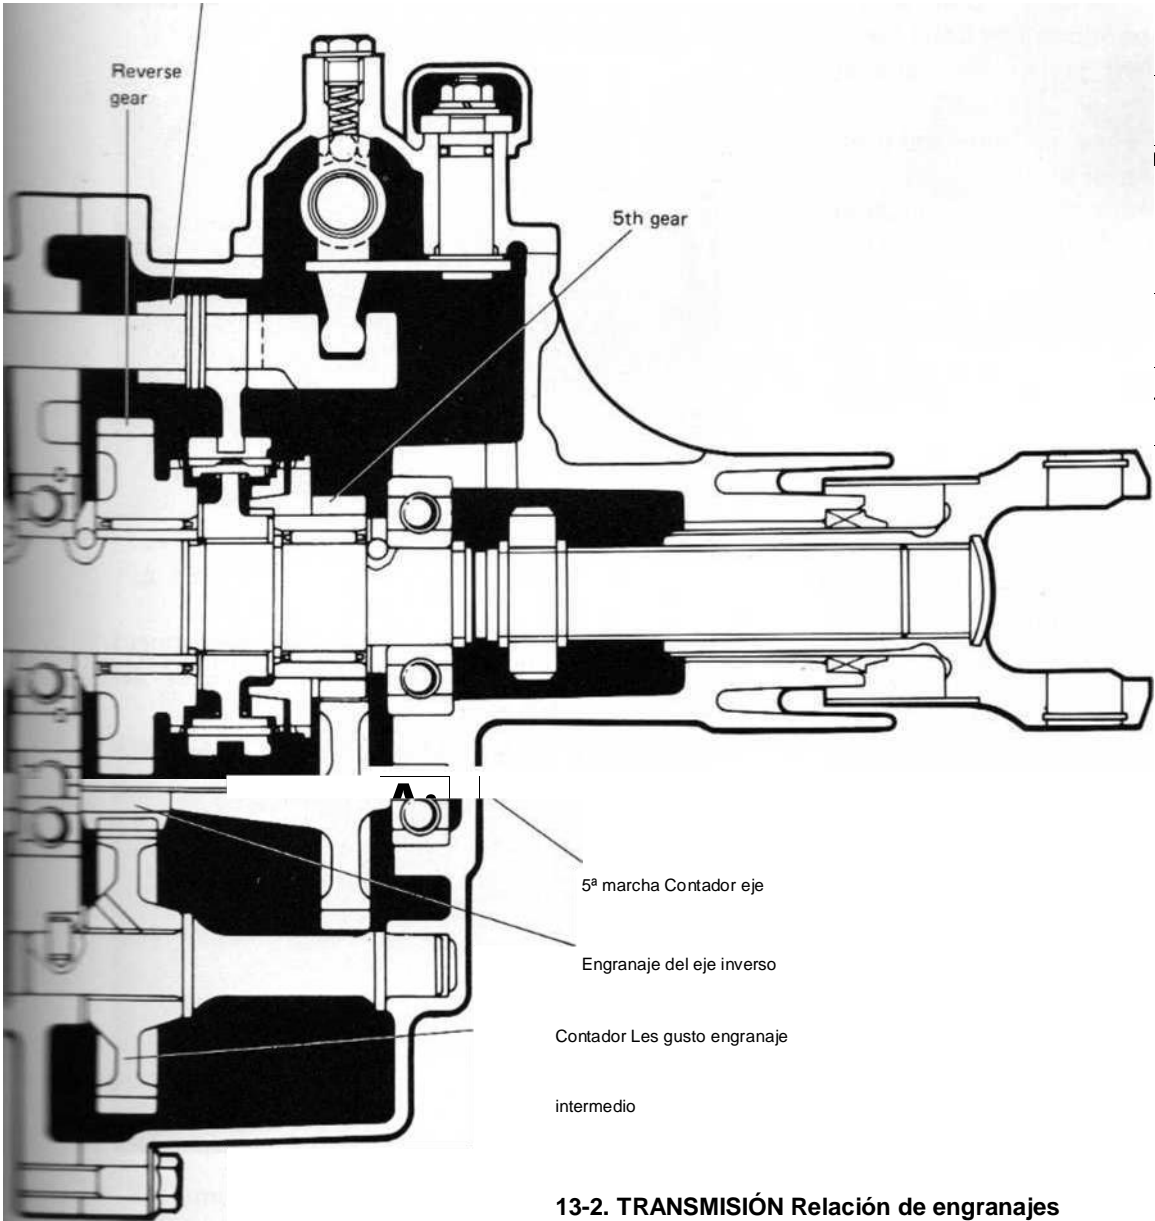 Reverse
gear
5th gear
5ª marcha Contador eje
Engranaje del eje inverso
Contador Les gusto engranaje
intermedio
13-2. TRANSMISIÓN Relación de engranajes